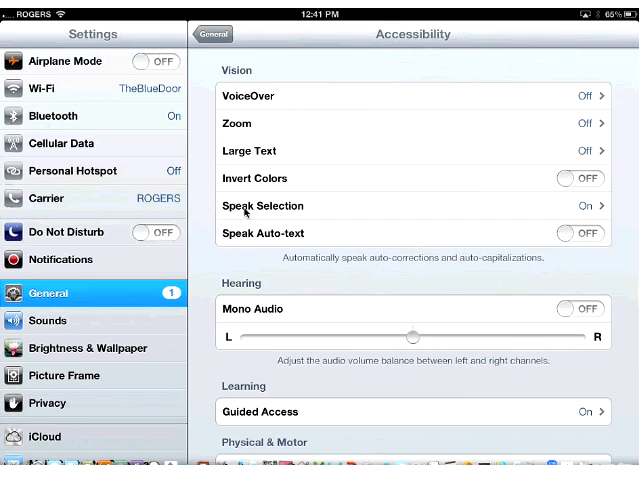 ROGERS 12:41 PM 65%
Settings
General Accessibility
Airplane Mode OFF
Wi-Fi TheBlueDoor
Bluetooth On
Cellular Data
Personal Hotspot Off
Carrier ROGERS
Do Not Disturb OFF
Notifications
General 1
Sounds
Brightness & Wallpaper
Picture Frame
Privacy
iCloud
Vision
VoiceOver Off
Zoom Off
Large Text Off
Invert Colors OFF
Speak Selection On
Speak Auto-text OFF
Automatically speak auto-corrections and auto-capitalizations.
Hearing
Mono Audio OFF
L R
Adjust the audio volume balance between left and right channels.
Learning
Guided Access On
Physical & Motor